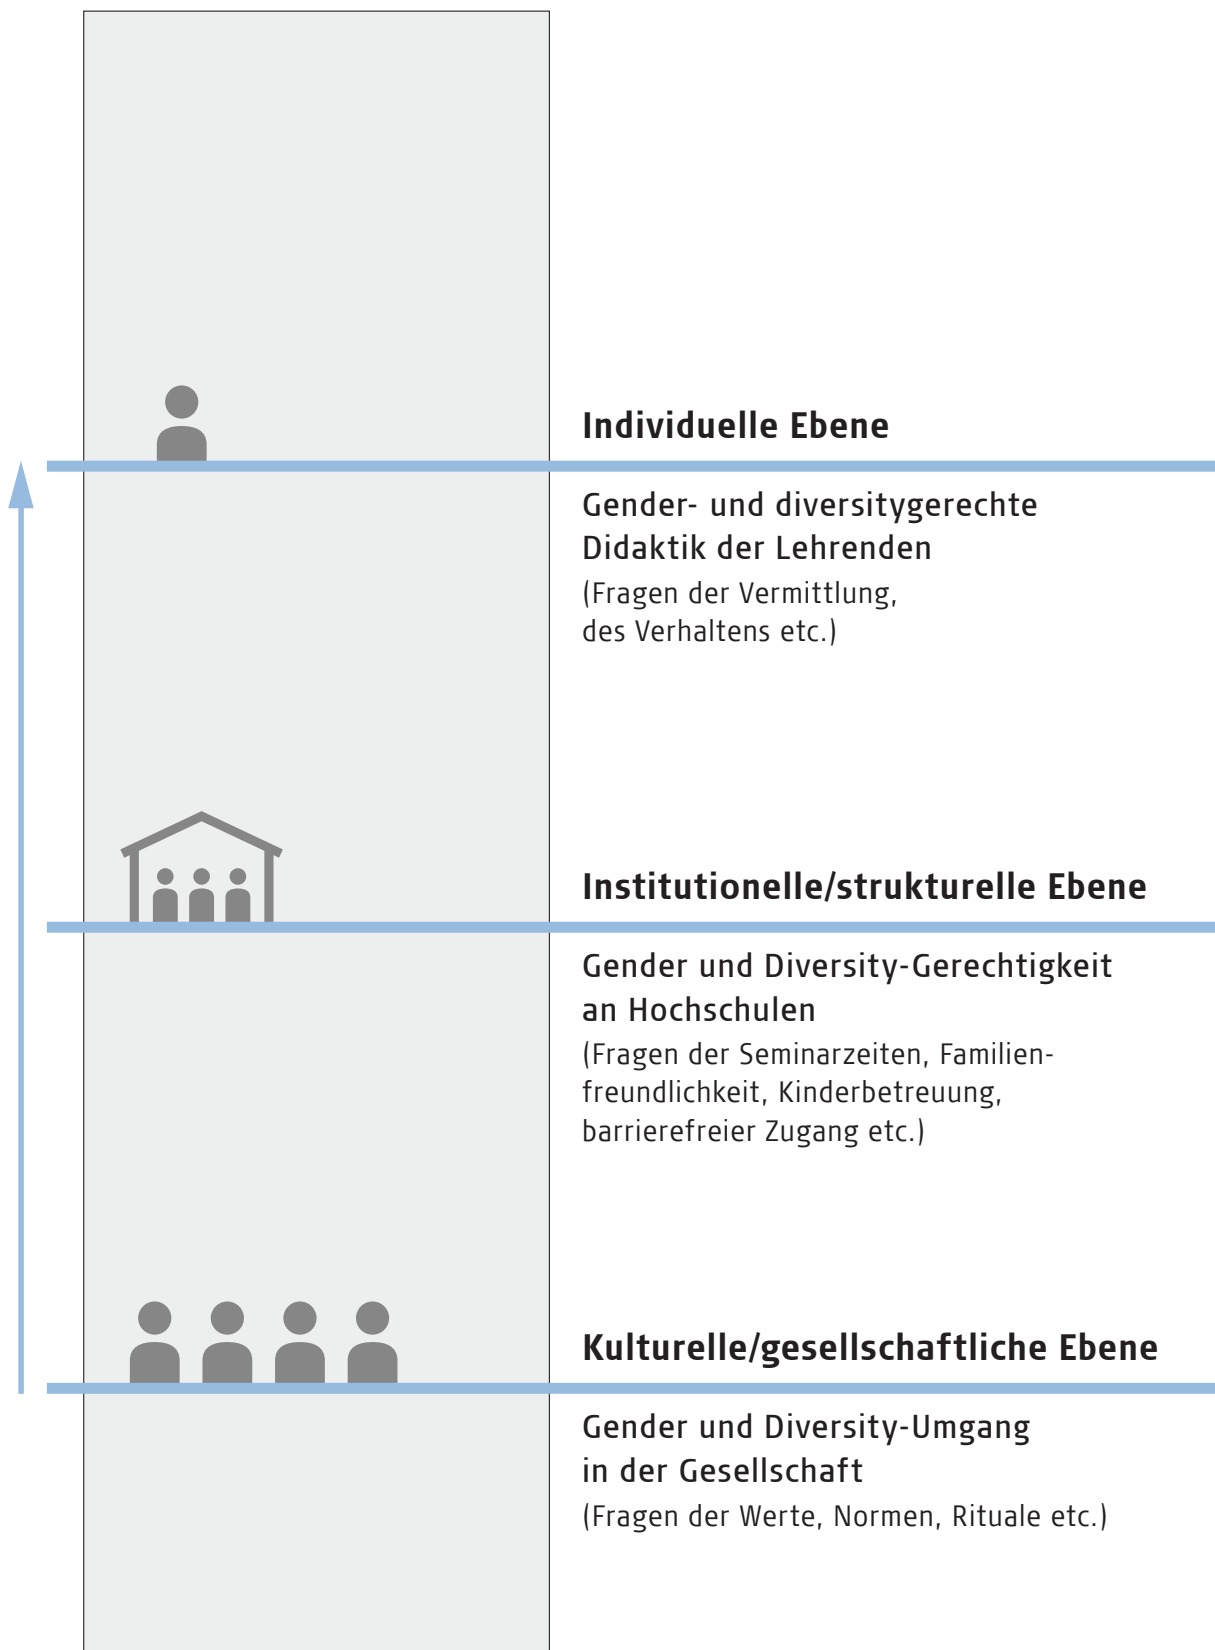 Individuelle Ebene
Gender- und diversitygerechte
Didaktik der Lehrenden
(Fragen der Vermittlung,
des Verhaltens etc.)
Institutionelle/strukturelle Ebene
Gender und Diversity-Gerechtigkeit
an Hochschulen
(Fragen der Seminarzeiten, Familien-
freundlichkeit, Kinderbetreuung,
barrierefreier Zugang etc.)
Kulturelle/gesellschaftliche Ebene
Gender und Diversity-Umgang
in der Gesellschaft
(Fragen der Werte, Normen, Rituale etc.)